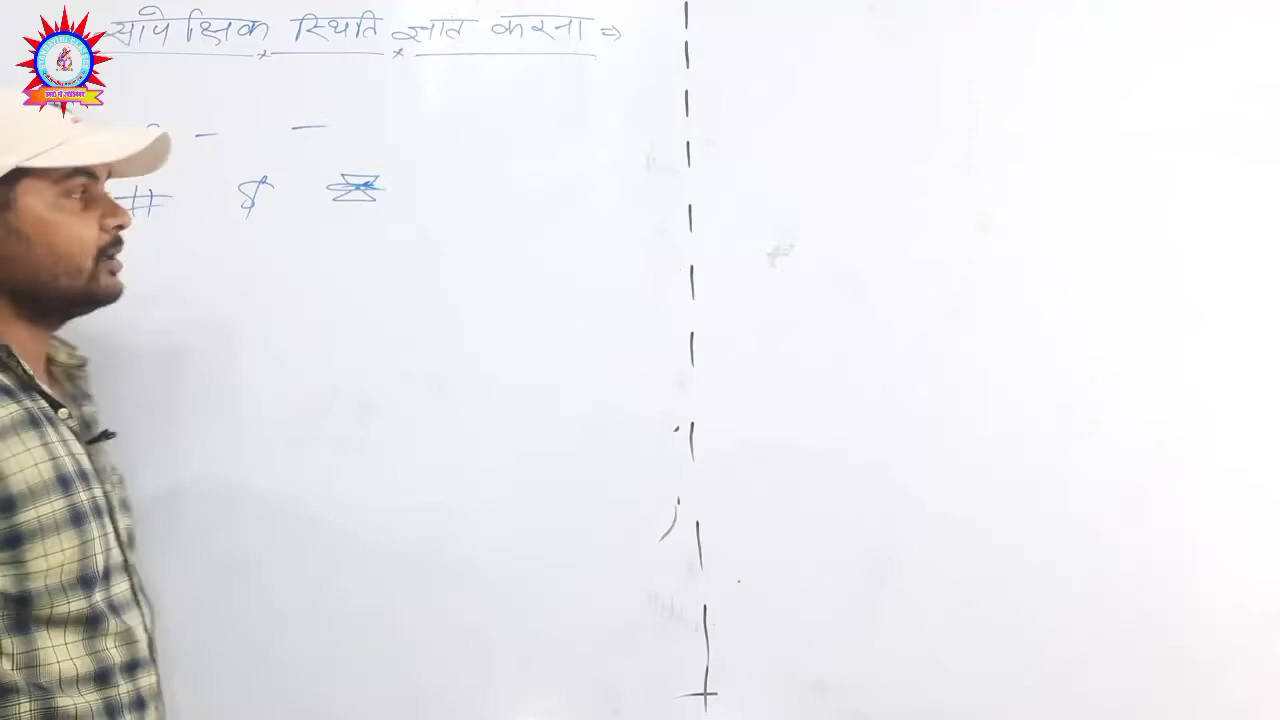 सापेक्षिक स्थिति ज्ञात करना ⇒
- -
# $